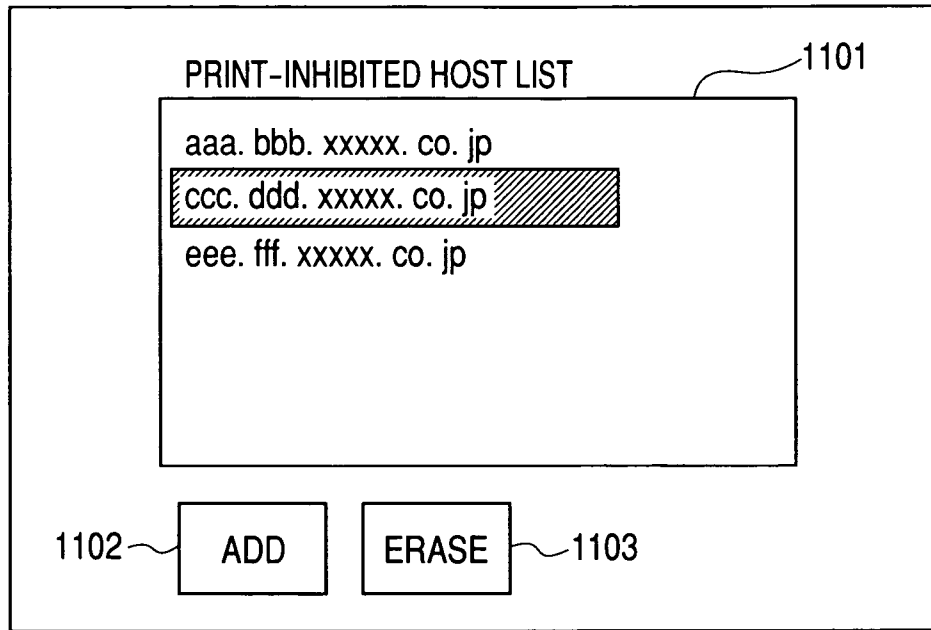 PRINT-INHIBITED HOST LIST
1101
aaa. bbb. xxxxx. co. jp
ccc. ddd. xxxxx. co. jp
eee. fff. xxxxx. co. jp
1102 ADD ERASE 1103